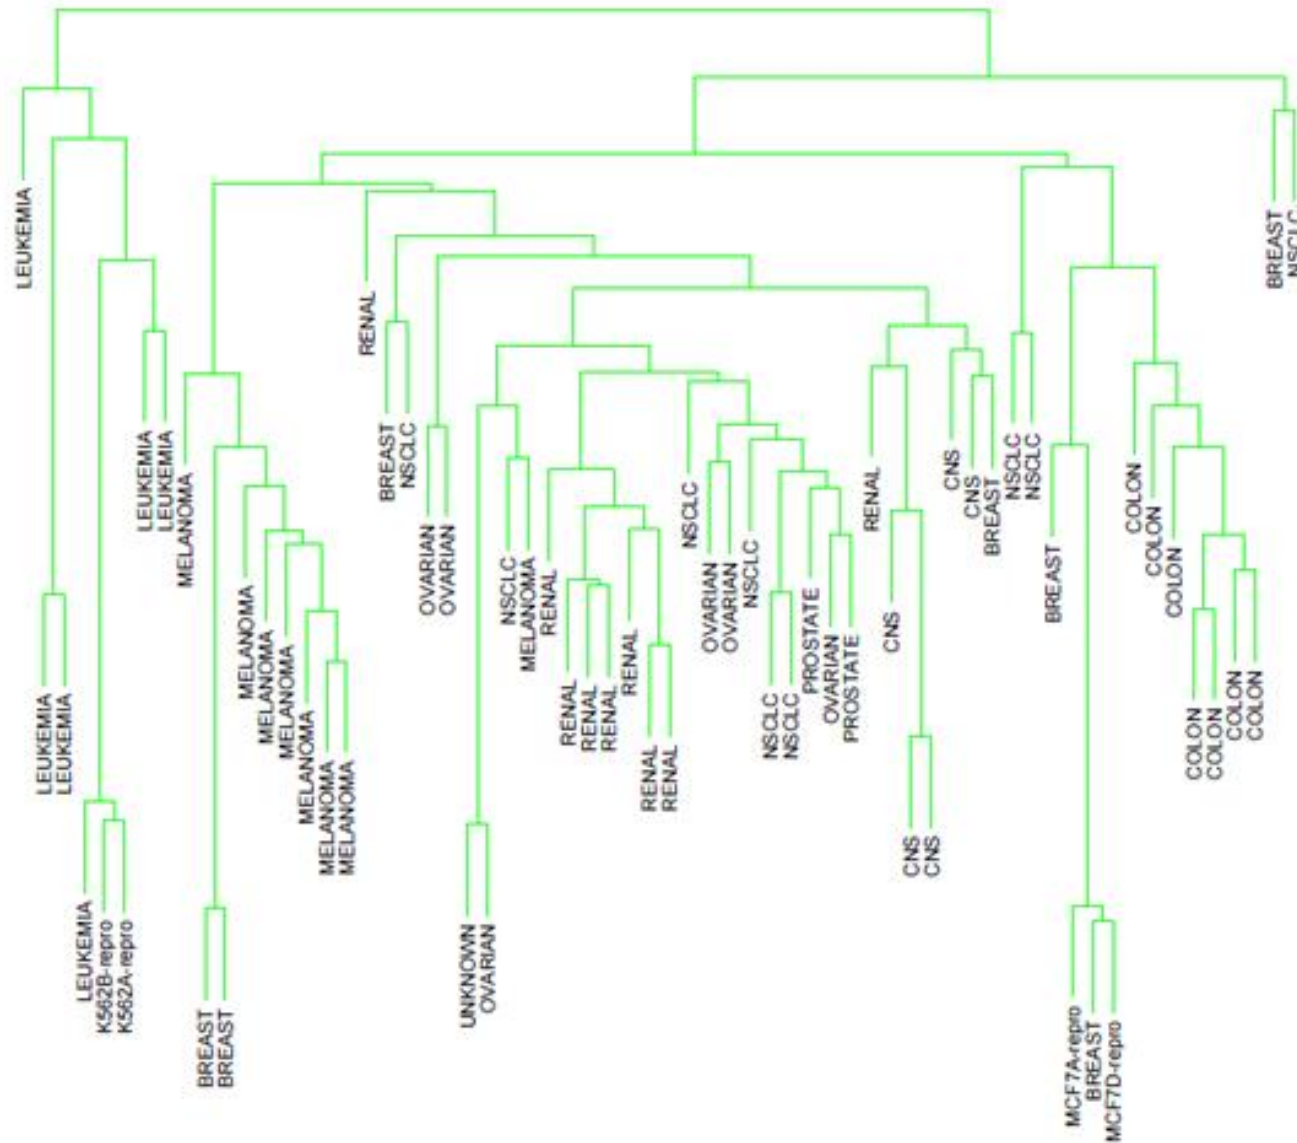 LEUKEMIA
LEUKEMIA
LEUKEMIA
LEUKEMIA
K562B-repro
K562A-repro
LEUKEMIA
LEUKEMIA
MELANOMA
BREAST
BREAST
MELANOMA
MELANOMA
MELANOMA
MELANOMA
MELANOMA
MELANOMA
RENAL
BREAST
NSCLC
OVARIAN
OVARIAN
UNKNOWN
OVARIAN
NSCLC
MELANOMA
RENAL
RENAL
RENAL
RENAL
RENAL
RENAL
RENAL
NSCLC
OVARIAN
OVARIAN
NSCLC
NSCLC
NSCLC
PROSTATE
OVARIAN
PROSTATE
RENAL
CNS
CNS
CNS
CNS
CNS
BREAST
NSCLC
NSCLC
BREAST
MCF7A-repro
BREAST
MCF7D-repro
COLON
COLON
COLON
COLON
COLON
COLON
COLON
BREAST
NSCLC